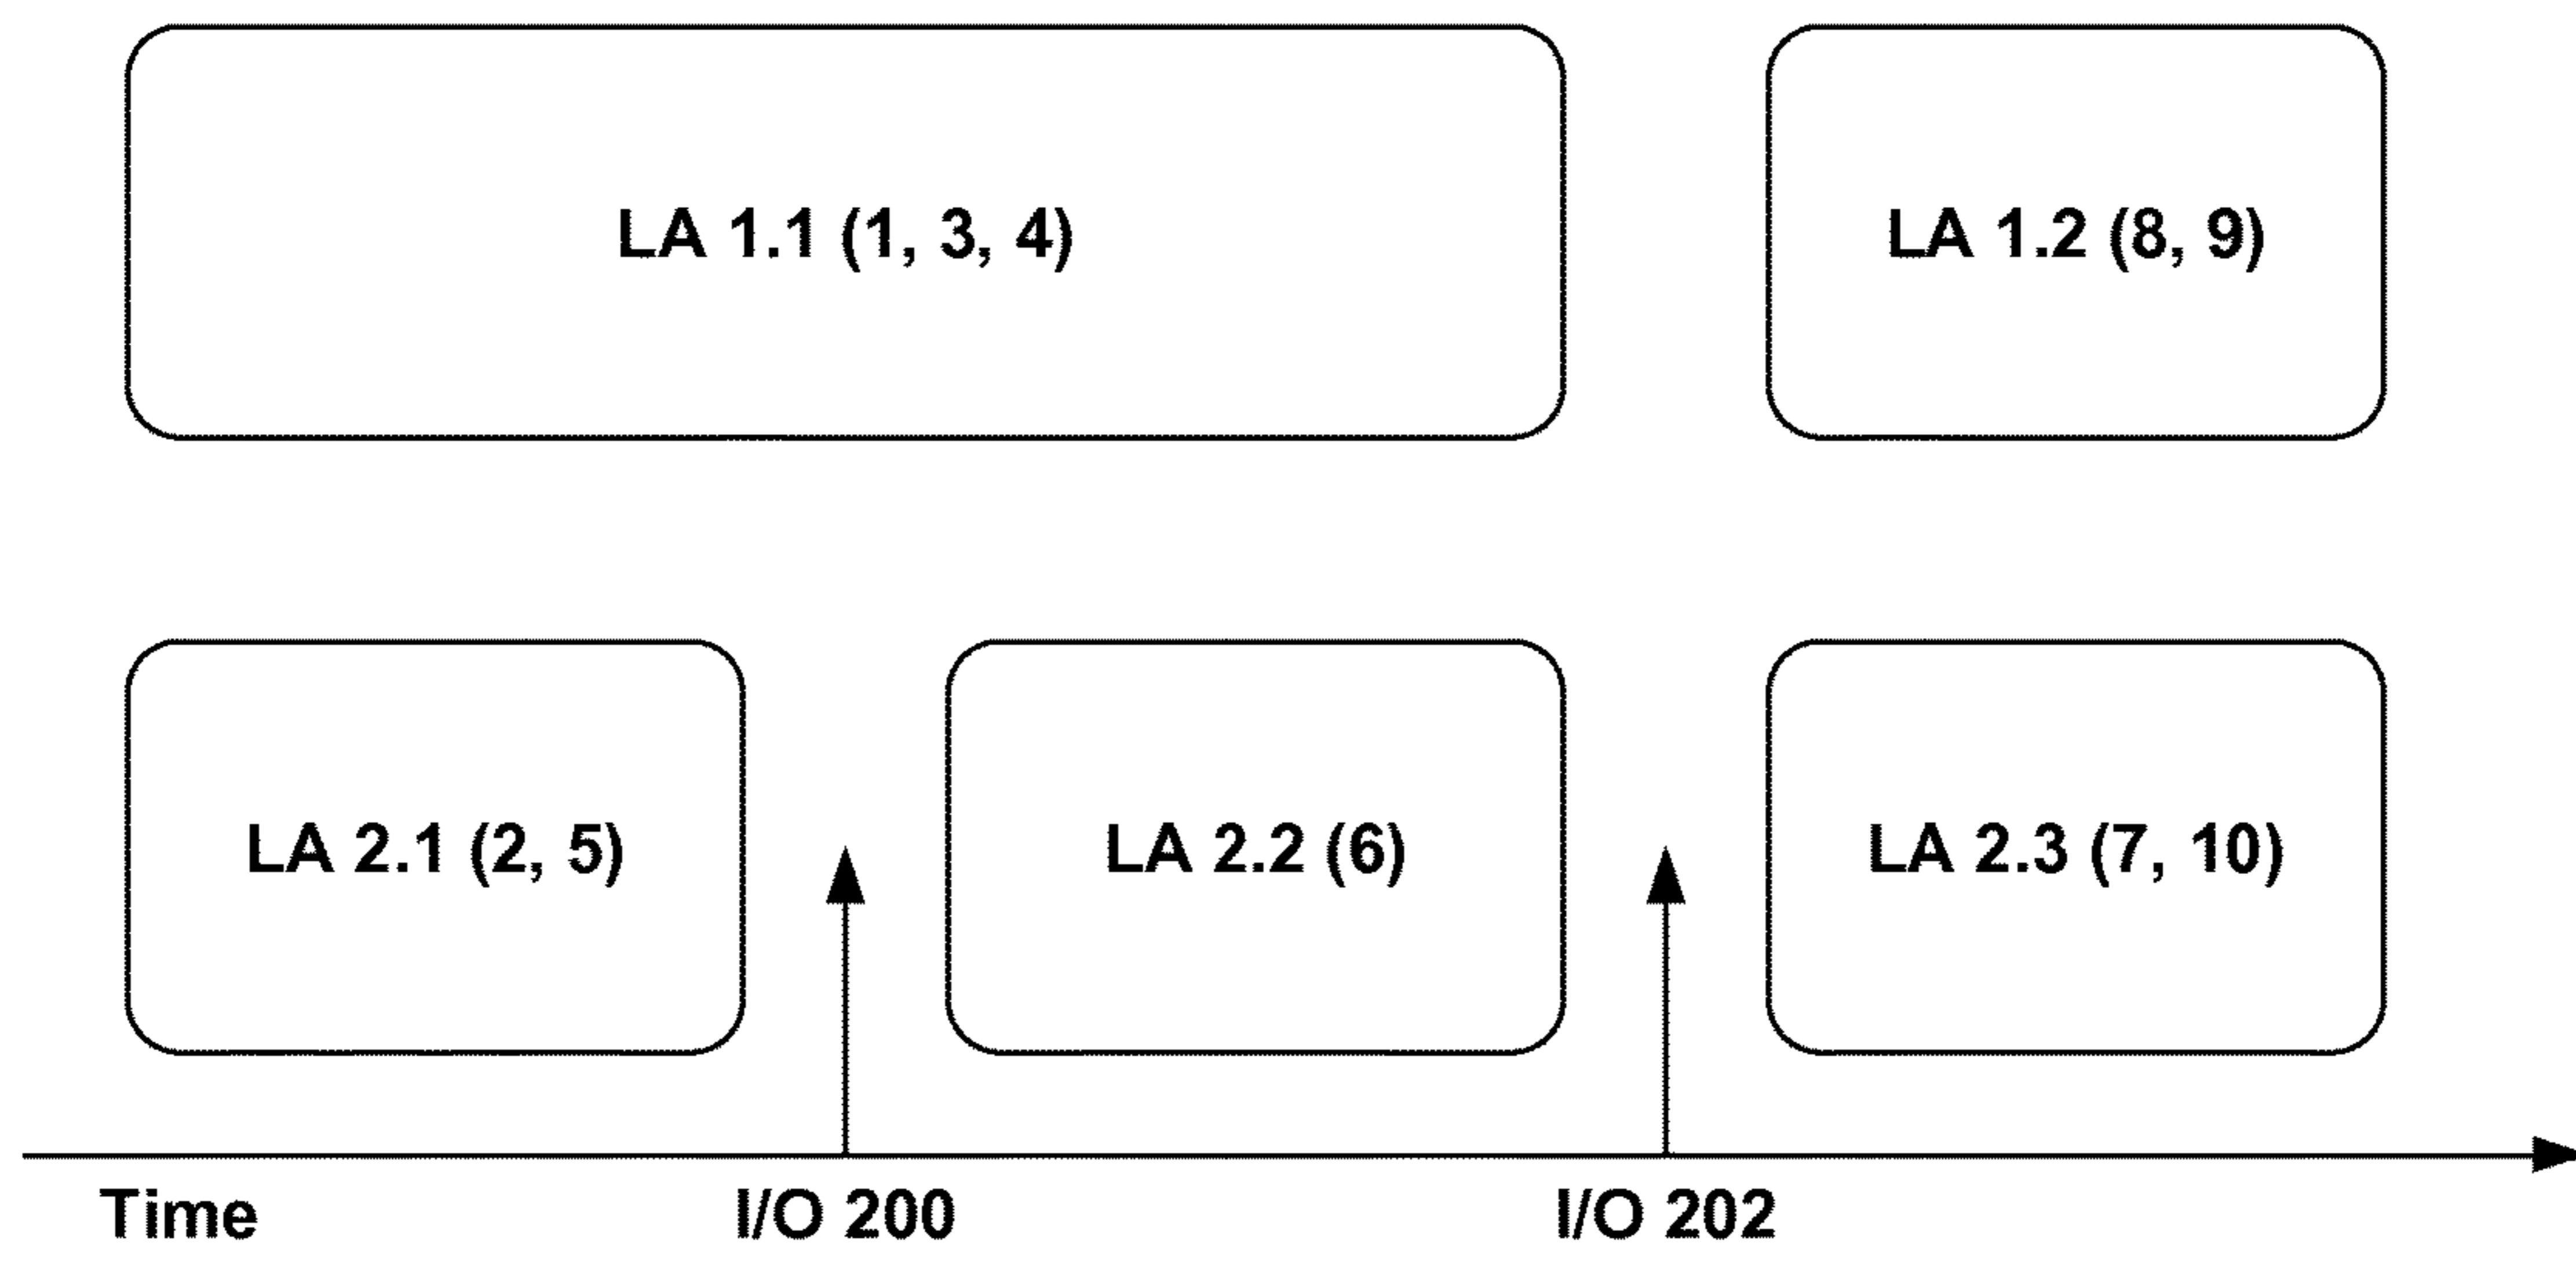 LA 1.1 (1, 3, 4)
LA 1.2 (8, 9)
LA 2.1 (2, 5)
LA 2.2 (6)
LA 2.3 (7, 10)
Time
I/O 200
I/O 202